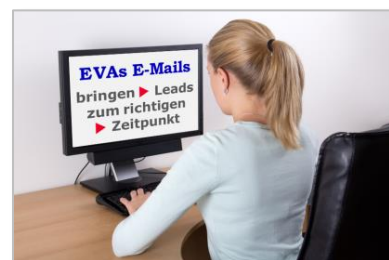 EVAs E-Mails
bringen ▶ Leads
zum richtigen
▶ Zeitpunkt